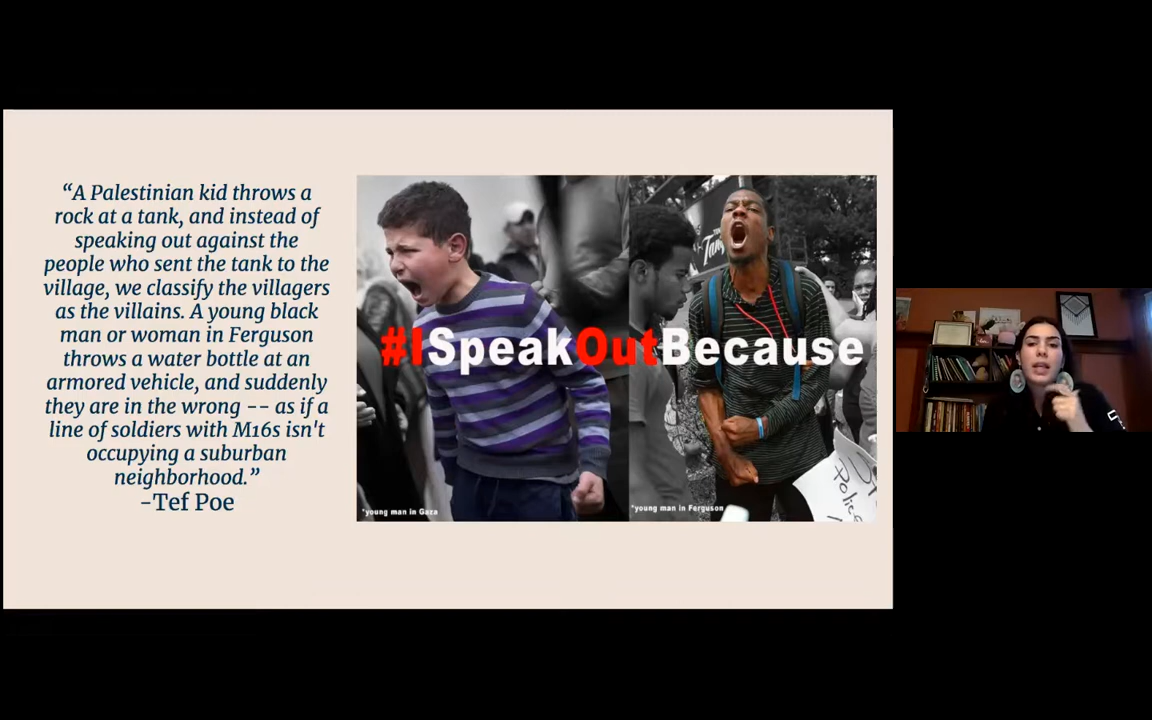 “A Palestinian kid throws a
rock at a tank, and instead of
speaking out against the
people who sent the tank to the
village, we classify the villagers
as the villains. A young black
man or woman in Ferguson
throws a water bottle at an
armored vehicle, and suddenly
they are in the wrong -- as if a
line of soldiers with M16s isn't
occupying a suburban
neighborhood.”
-Tef Poe
#ISpeakOutBecause
*young man in Gaza
*young man in Ferguson
Police